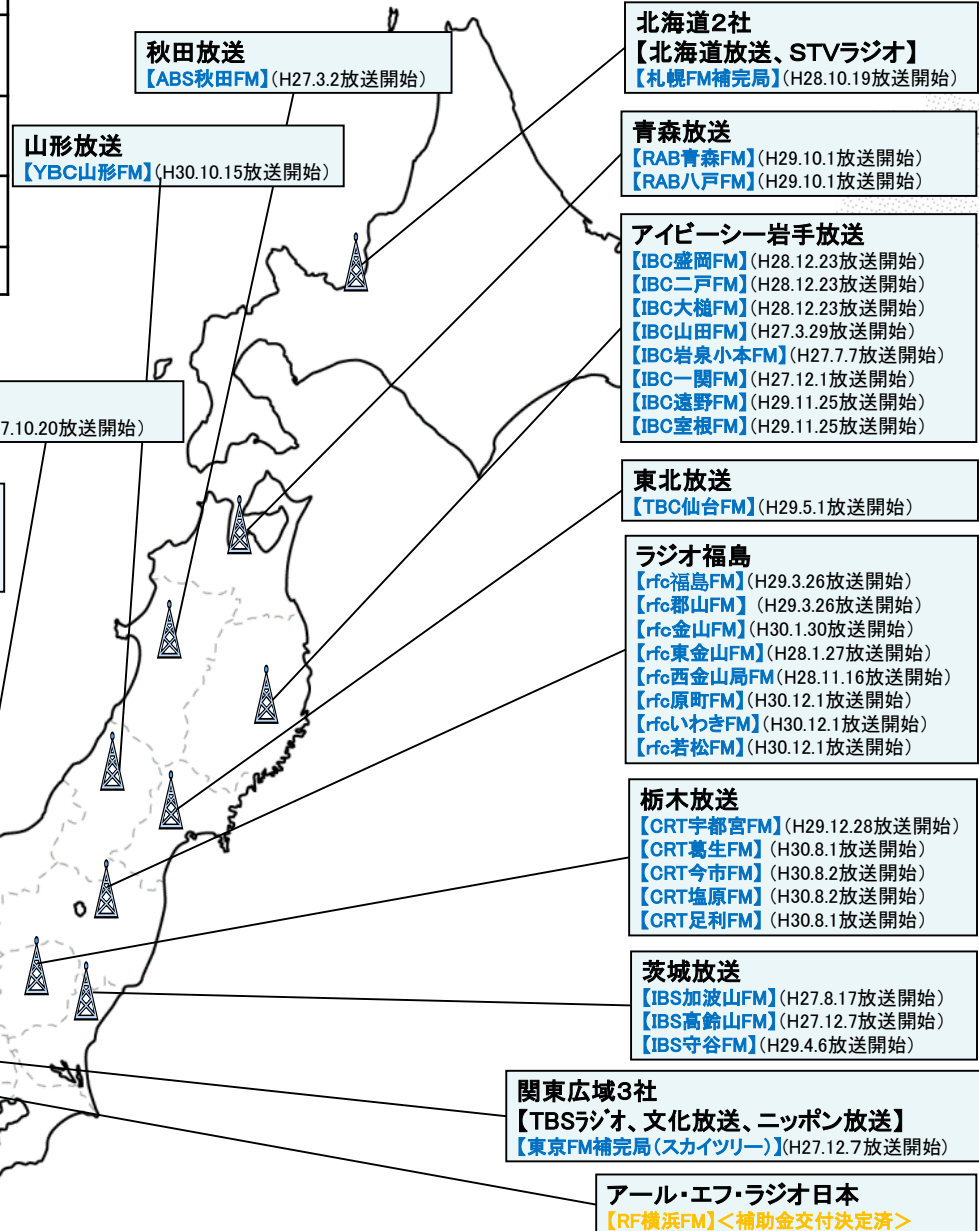 秋田放送
【ABS秋田FM】(H27.3.2放送開始)
山形放送
【YBC山形FM】(H30.10.15放送開始)
7.10.20放送開始)
北海道2社
【北海道放送、STVラジオ】
【札幌FM補完局】(H28.10.19放送開始)
青森放送
【RAB青森FM】(H29.10.1放送開始)
【RAB八戸FM】(H29.10.1放送開始)
アイビーシー岩手放送
【IBC盛岡FM】(H28.12.23放送開始)
【IBC二戸FM】(H28.12.23放送開始)
【IBC大槌FM】(H28.12.23放送開始)
【IBC山田FM】(H27.3.29放送開始)
【IBC岩泉小本FM】(H27.7.7放送開始)
【IBC一関FM】(H27.12.1放送開始)
【IBC遠野FM】(H29.11.25放送開始)
【IBC室根FM】(H29.11.25放送開始)
東北放送
【TBC仙台FM】(H29.5.1放送開始)
ラジオ福島
【rfc福島FM】(H29.3.26放送開始)
【rfc郡山FM】 (H29.3.26放送開始)
【rfc金山FM】(H30.1.30放送開始)
【rfc東金山FM】(H28.1.27放送開始)
【rfc西金山局FM(H28.11.16放送開始)
【rfc原町FM】(H30.12.1放送開始)
【rfcいわきFM】(H30.12.1放送開始)
【rfc若松FM】(H30.12.1放送開始)
栃木放送
【CRT宇都宮FM】(H29.12.28放送開始)
【CRT葛生FM】 (H30.8.1放送開始)
【CRT今市FM】 (H30.8.2放送開始)
【CRT塩原FM】 (H30.8.2放送開始)
【CRT足利FM】 (H30.8.1放送開始)
茨城放送
【IBS加波山FM】(H27.8.17放送開始)
【IBS高鈴山FM】(H27.12.7放送開始)
【IBS守谷FM】(H29.4.6放送開始)
関東広域3社
【TBSラジオ、文化放送、ニッポン放送】
【東京FM補完局(スカイツリー)】(H27.12.7放送開始)
アール・エフ・ラジオ日本
【RF横浜FM】＜補助金交付決定済＞